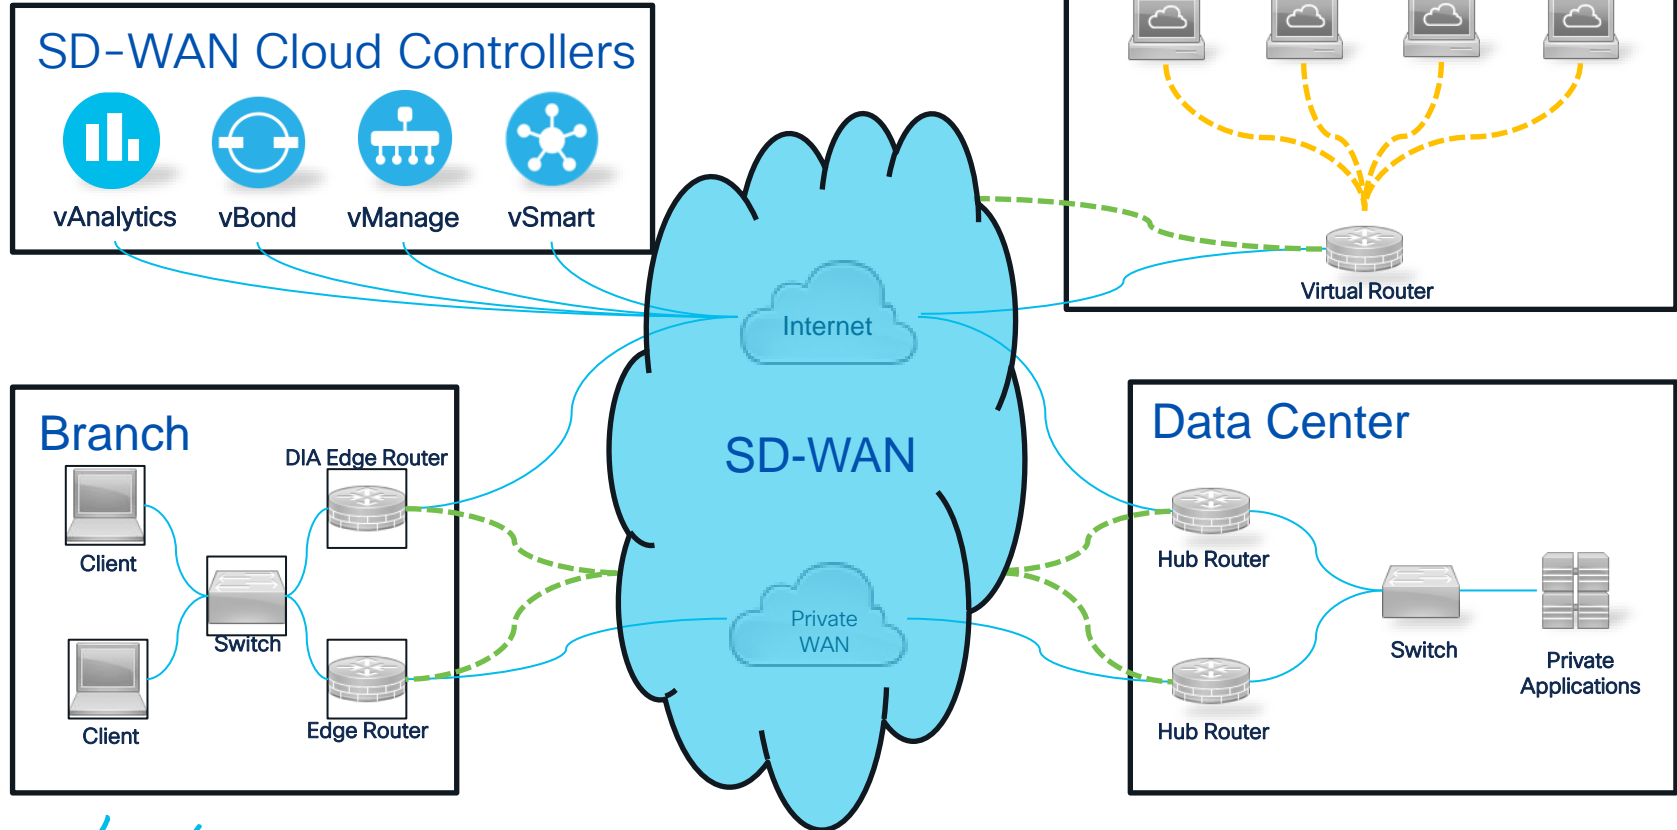 SD-WAN Cloud Controllers
vAnalytics
vBond
vManage
vSmart
Virtual Router
Internet
SD-WAN
Private
WAN
Branch
DIA Edge Router
Client
Switch
Client
Edge Router
Data Center
Hub Router
Switch
Private
Applications
Hub Router